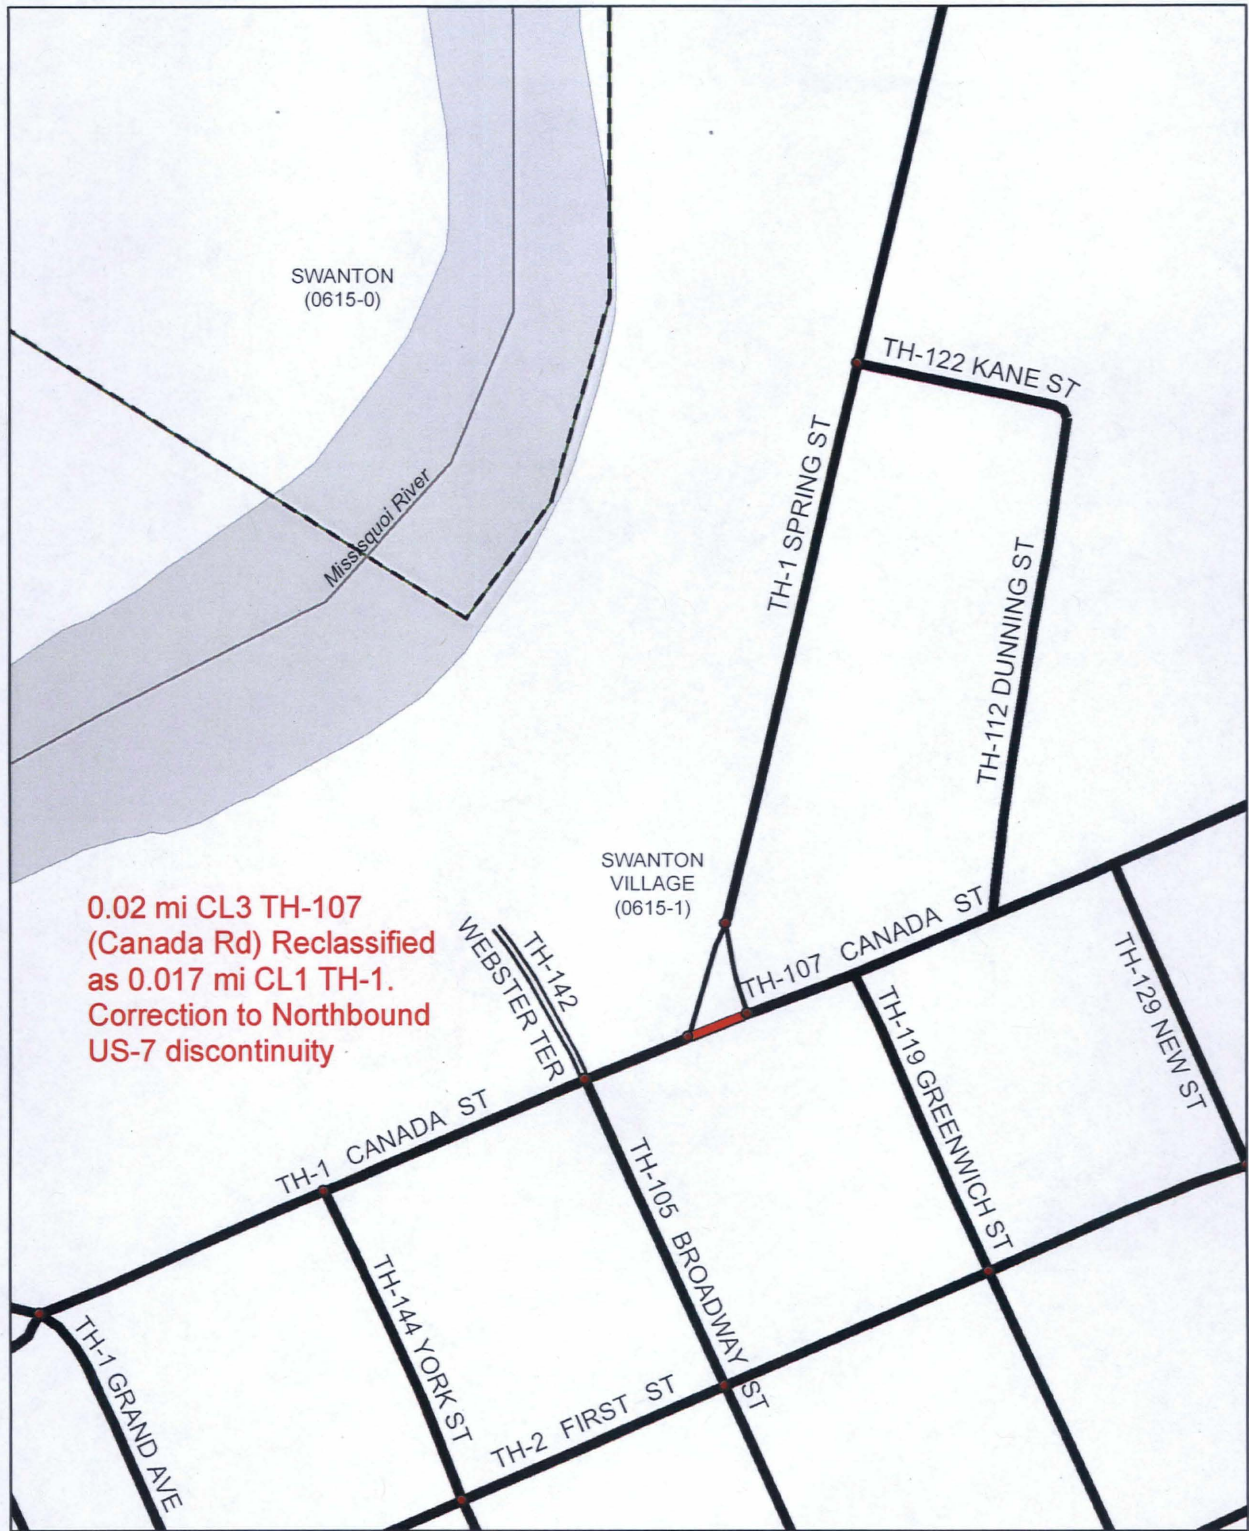 SWANTON
(0615-0)
TH-122 KANE ST
TH-1 SPRING ST
Missisquoi River
TH-112 DUNNING ST
SWANTON
VILLAGE
(0615-1)
0.02 mi CL3 TH-107
(Canada Rd) Reclassified
as 0.017 mi CL1 TH-1.
Correction to Northbound
US-7 discontinuity
TH-142
WEBSTER TER
TH-107 CANADA ST
TH-119 GREENWICH ST
TH-129 NEW ST
TH-1 CANADA ST
TH-105 BROADWAY ST
TH-144 YORK ST
TH-1 GRAND AVE
TH-2 FIRST ST